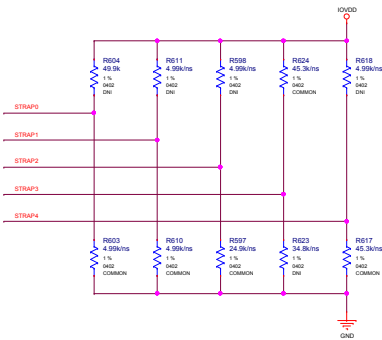 IOVDD
R604
49.9k
1 %
0402
DNI
R611
4.99k/ns
1 %
0402
DNI
R598
4.99k/ns
1 %
0402
DNI
R624
45.3k/ns
1 %
0402
COMMON
R618
4.99k/ns
1 %
0402
DNI
STRAP0
STRAP1
STRAP2
STRAP3
STRAP4
R603
4.99k/ns
1 %
0402
COMMON
R610
4.99k/ns
1 %
0402
COMMON
R597
24.9k/ns
1 %
0402
COMMON
R623
34.8k/ns
1 %
0402
DNI
R617
45.3k/ns
1 %
0402
COMMON
GND